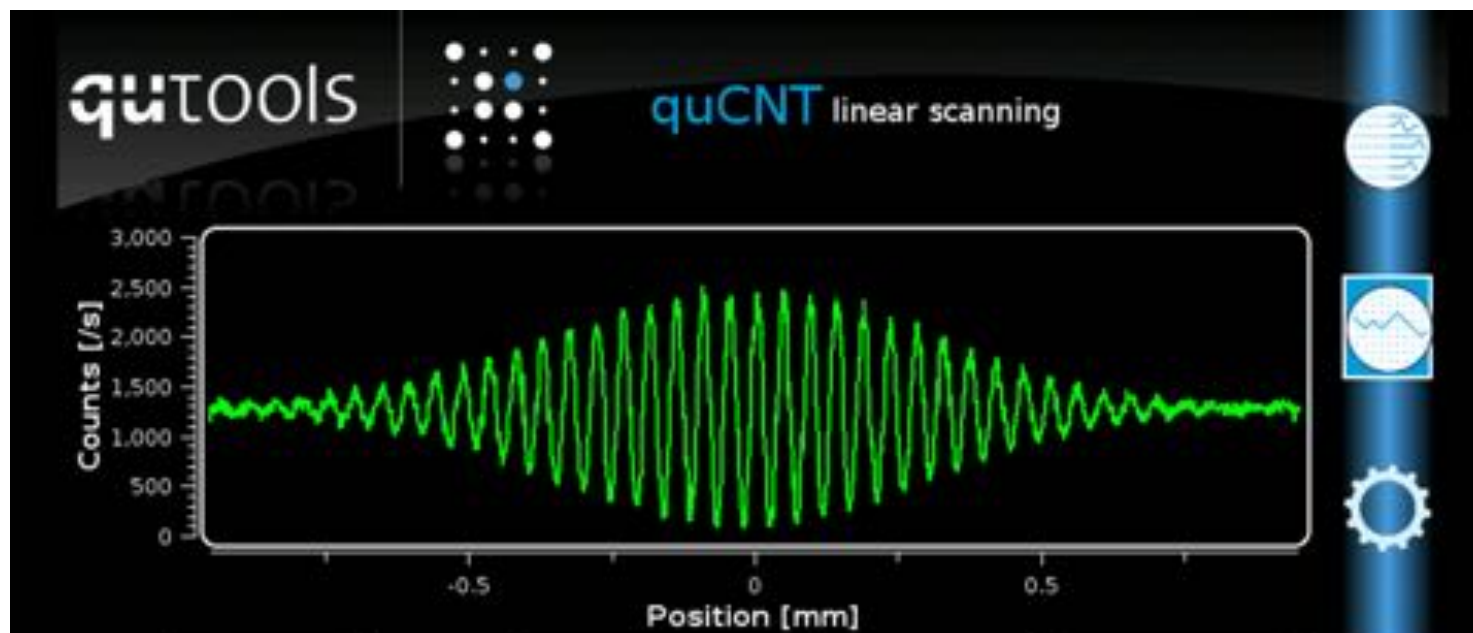 qutools
quCNT linear scanning
3,000
2,500
2,000
1,500
1,000
500
0
Counts [/s]
-0.5 0 0.5
Position [mm]